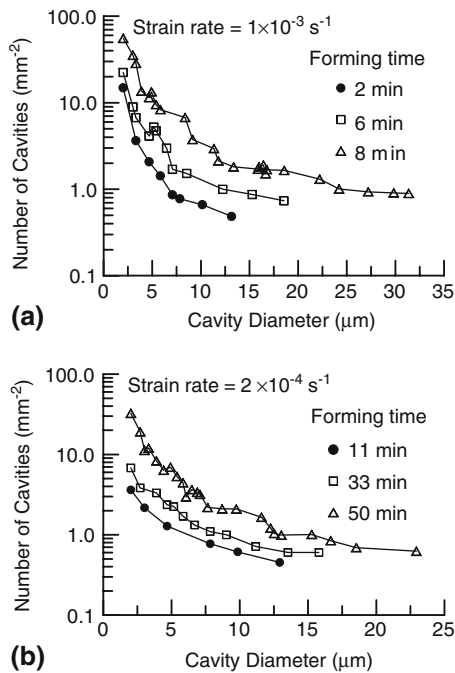 100.0
Strain rate = 1×10⁻³ s⁻¹
Forming time
2 min
6 min
8 min
10.0
1.0
0.1
Number of Cavities (mm⁻²)
0 5 10 15 20 25 30 35
(a)
Cavity Diameter (μm)
100.0
Strain rate = 2 ×10⁻⁴ s⁻¹
Forming time
11 min
33 min
50 min
10.0
1.0
0.1
Number of Cavities (mm⁻²)
0 5 10 15 20 25
(b)
Cavity Diameter (μm)